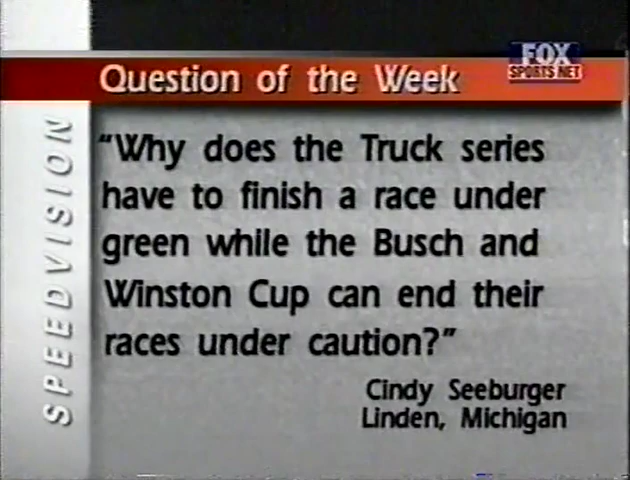 FOX
SPORTS NET
Question of the Week
SPEEDVISION
"Why does the Truck series
have to finish a race under
green while the Busch and
Winston Cup can end their
races under caution?"
Cindy Seeburger
Linden, Michigan